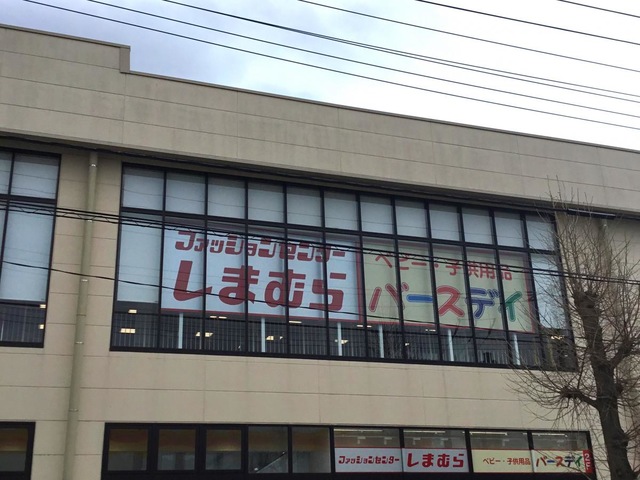 ファッションセンター
しまむら
ベビー・子供用品
バースデイ
ファッションセンター しまむら
ベビー・子供用品 バースデイ